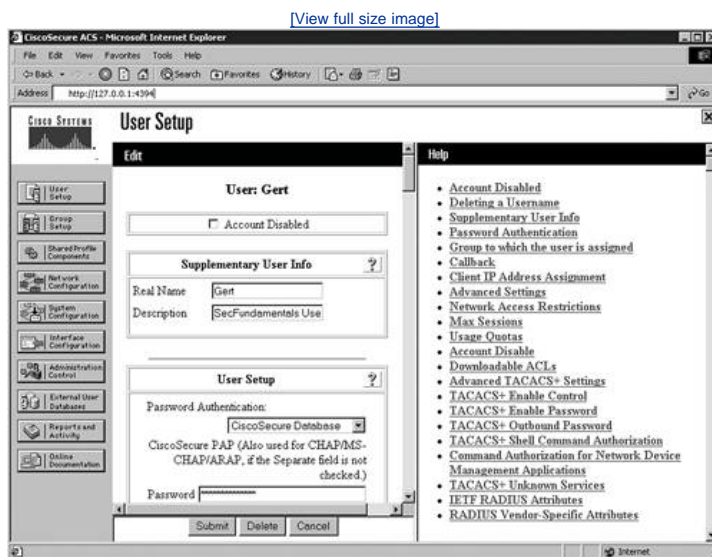 [View full size image]
CiscoSecure ACS - Microsoft Internet Explorer
File Edit View Favorites Tools Help
Back Search Favorites History
Address http://127.0.0.1:4394 Go
CISCO SYSTEMS
User Setup
User Setup
Group Setup
Shared Profile Components
Network Configuration
System Configuration
Interface Configuration
Administration Control
External User Databases
Reports and Activity
Online Documentation
Edit
User: Gert
Account Disabled
Supplementary User Info ?
Real Name Gert
Description SecFundamentals Use
User Setup ?
Password Authentication:
CiscoSecure Database
CiscoSecure PAP (Also used for CHAP/MS-
CHAP/ARAP, if the Separate field is not
checked.)
Password ****************
Submit Delete Cancel
Help
Account Disabled
Deleting a Username
Supplementary User Info
Password Authentication
Group to which the user is assigned
Callback
Client IP Address Assignment
Advanced Settings
Network Access Restrictions
Max Sessions
Usage Quotas
Account Disable
Downloadable ACLs
Advanced TACACS+ Settings
TACACS+ Enable Control
TACACS+ Enable Password
TACACS+ Outbound Password
TACACS+ Shell Command Authorization
Command Authorization for Network Device
Management Applications
TACACS+ Unknown Services
IETF RADIUS Attributes
RADIUS Vendor-Specific Attributes
Internet